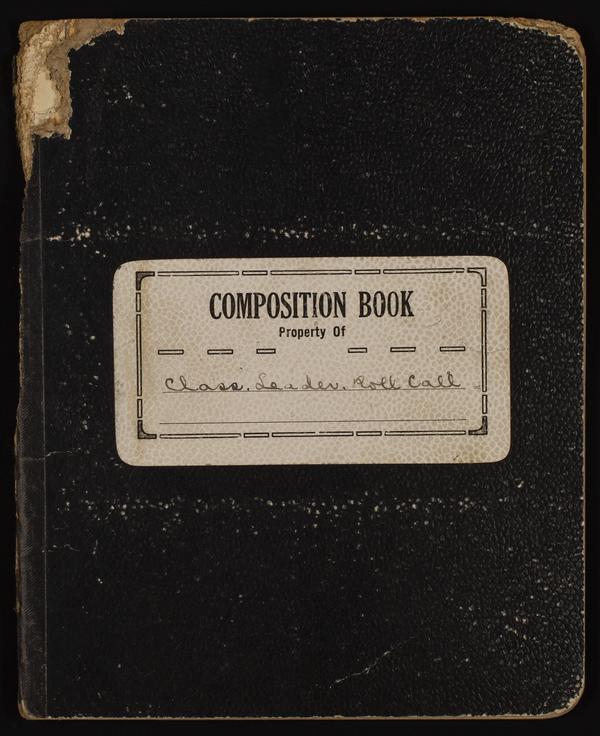 COMPOSITION BOOK
Property Of
Class. Leader. Roll Call